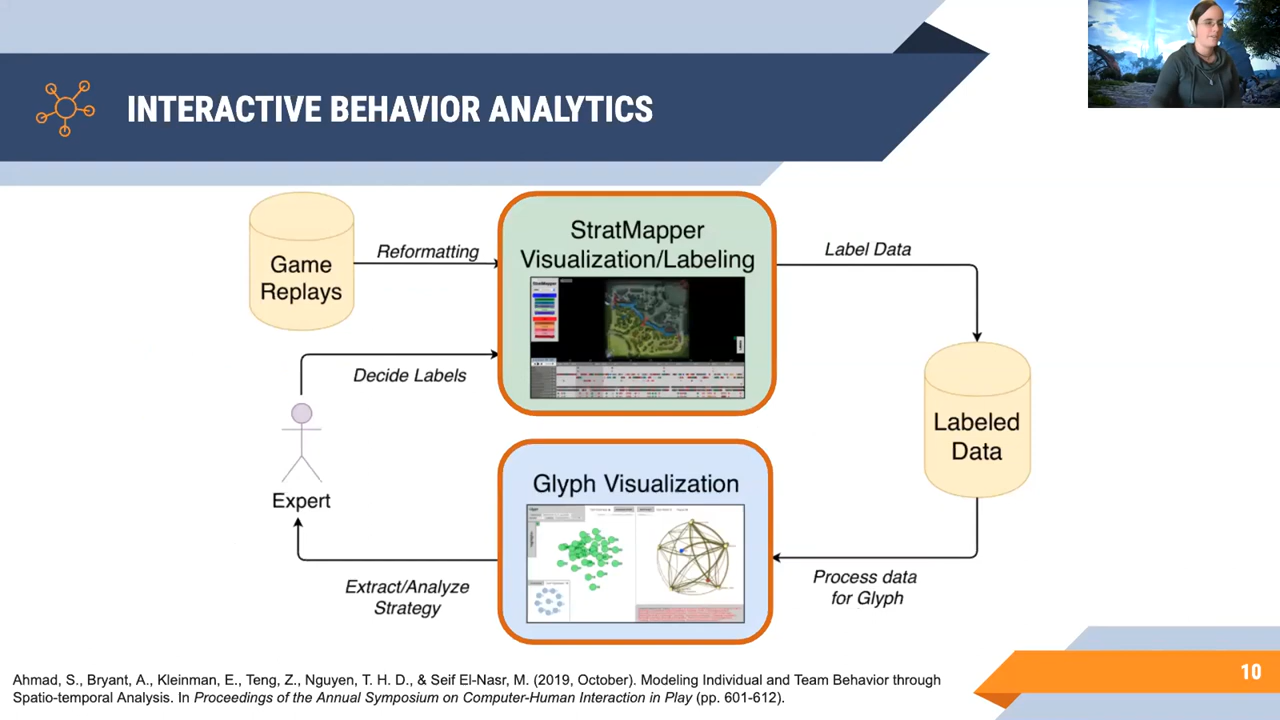 INTERACTIVE BEHAVIOR ANALYTICS
Game
Replays
Reformatting
StratMapper
Visualization/Labeling
StratMapper
Label Data
Decide Labels
Labeled
Data
Expert
Glyph Visualization
Extract/Analyze
Strategy
Process data
for Glyph
Ahmad, S., Bryant, A., Kleinman, E., Teng, Z., Nguyen, T. H. D., & Seif El-Nasr, M. (2019, October). Modeling Individual and Team Behavior through
Spatio-temporal Analysis. In Proceedings of the Annual Symposium on Computer-Human Interaction in Play (pp. 601-612).
10